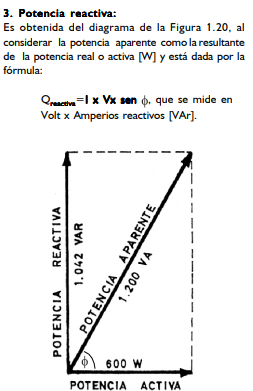 3. Potencia reactiva:
Es obtenida del diagrama de la Figura 1.20, al
considerar la potencia aparente como la resultante
de la potencia real o activa [W] y está dada por la
fórmula:
Qreactiva=I x Vx sen ϕ, que se mide en
Volt x Amperios reactivos [VAr].
POTENCIA REACTIVA
1.042 VAR
POTENCIA APARENTE
1.200 VA
ϕ
600 W
POTENCIA ACTIVA